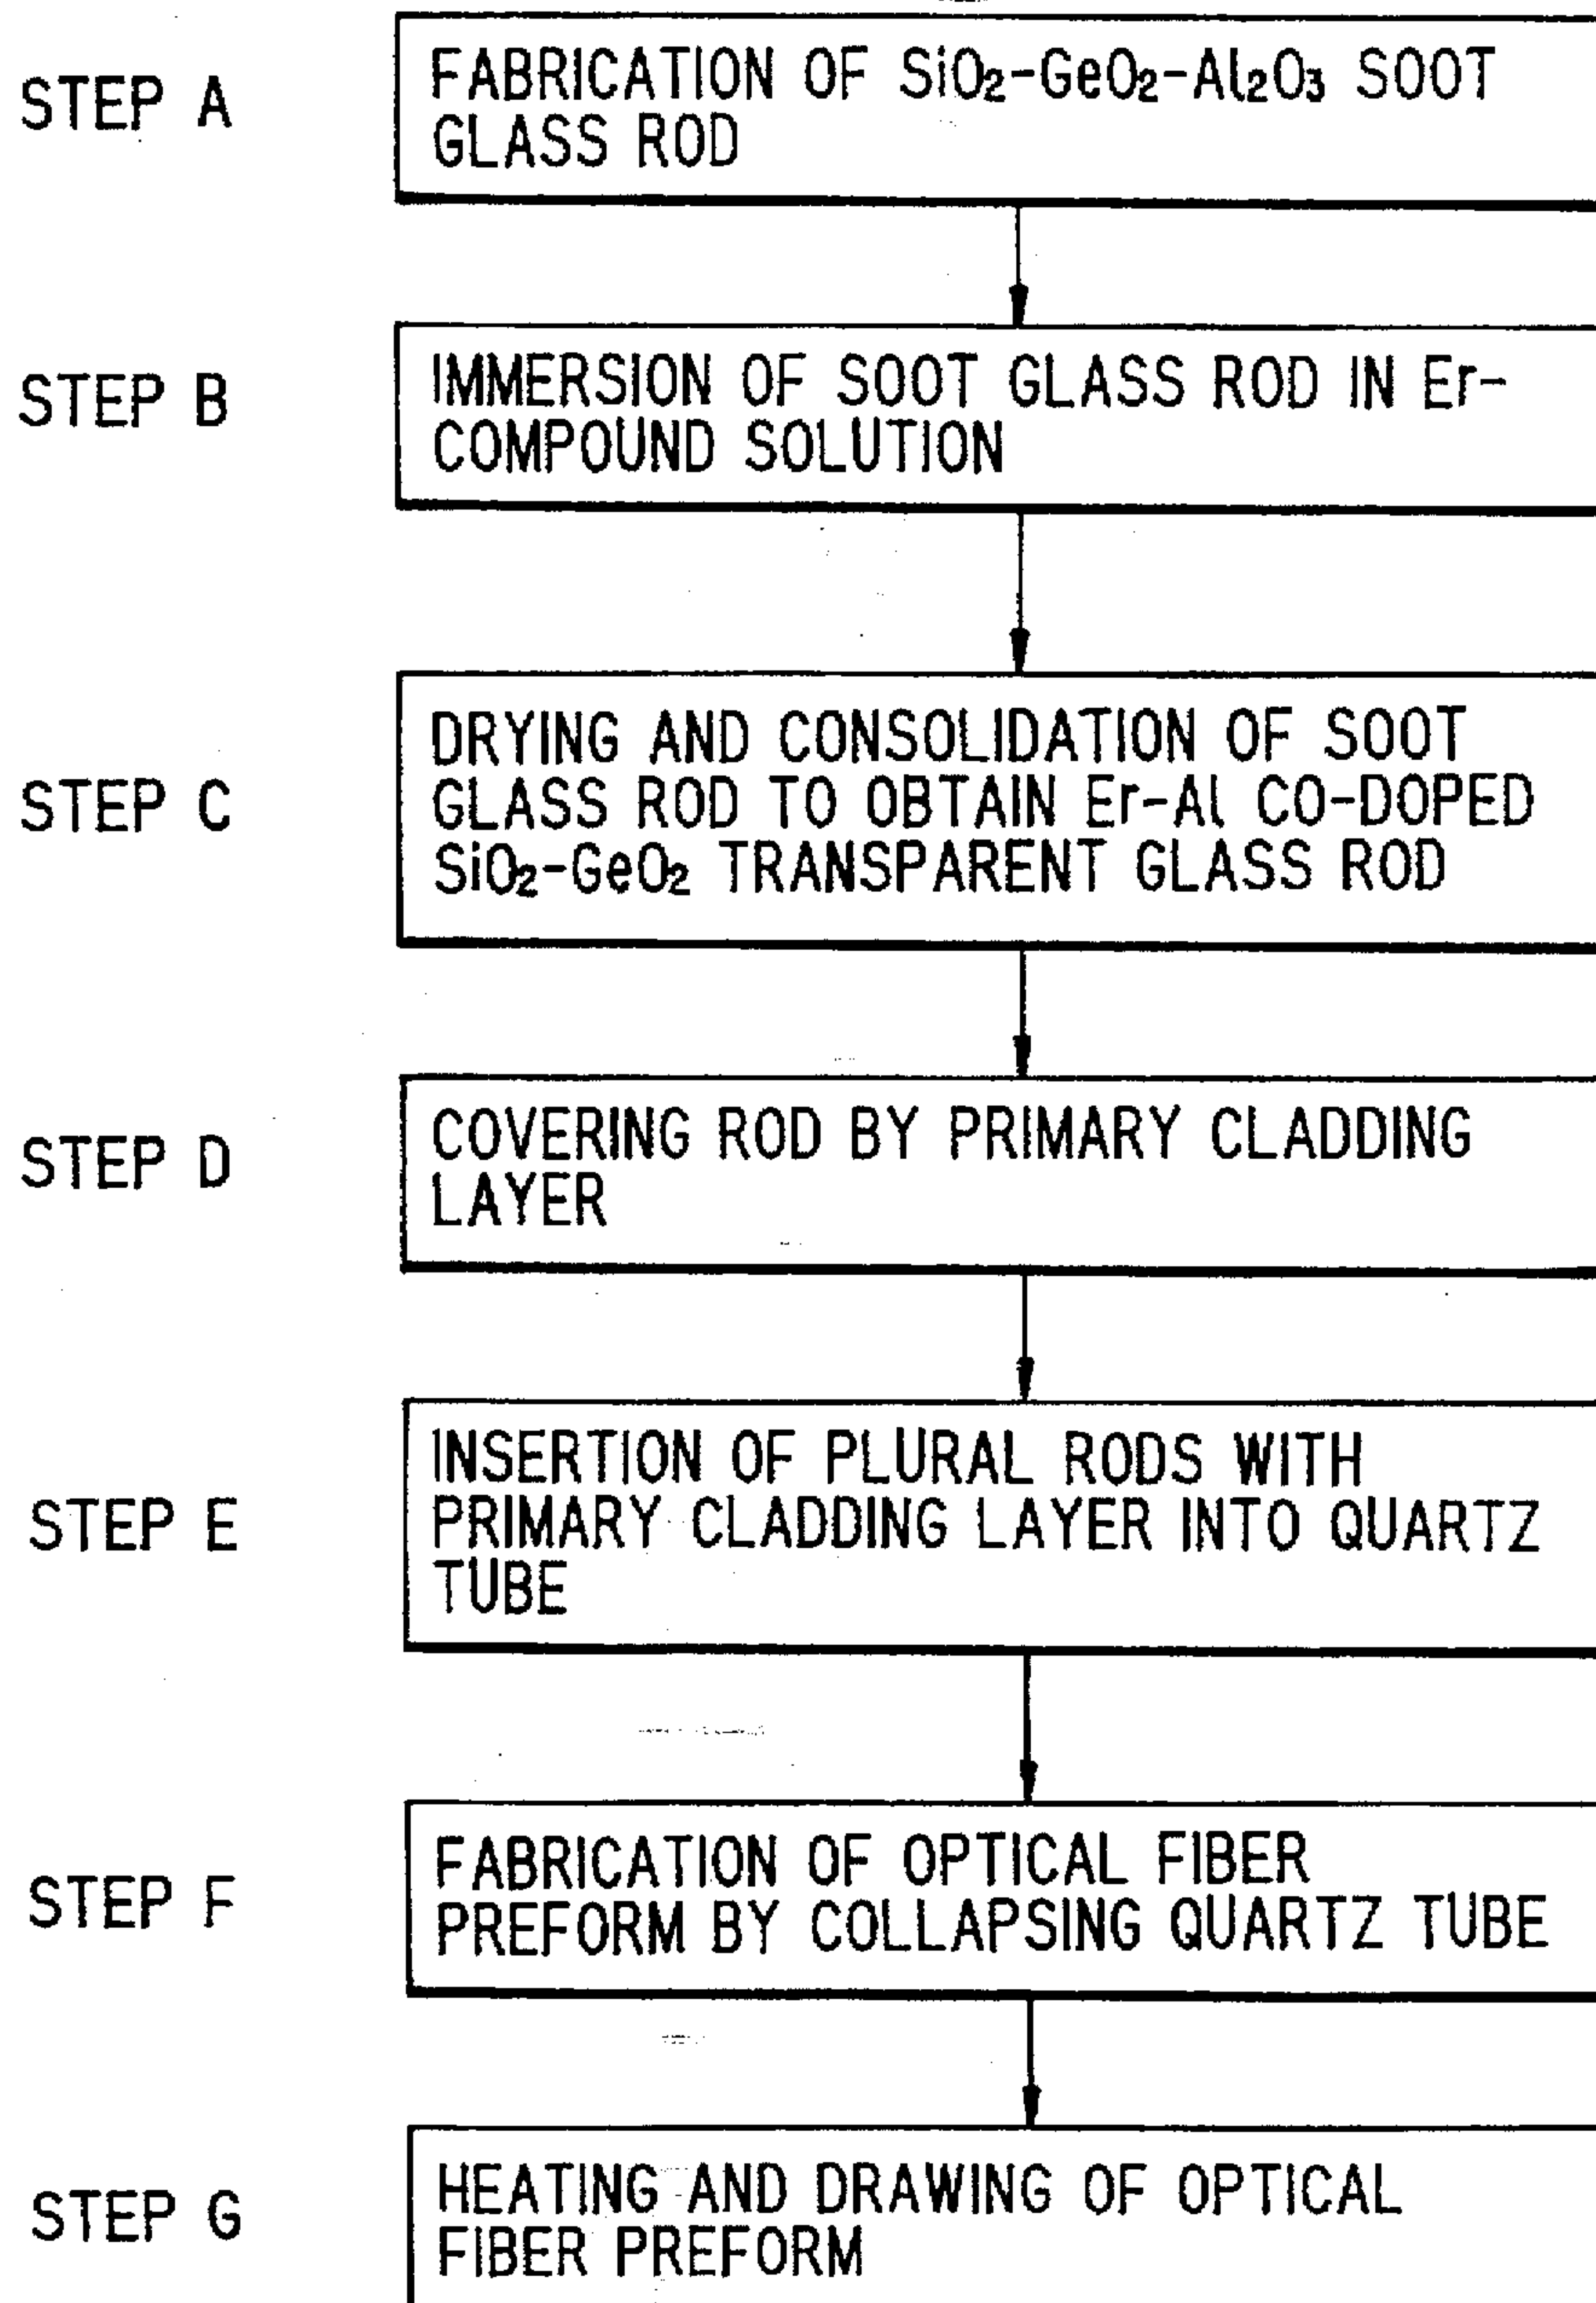 STEP A
FABRICATION OF SiO₂-GeO₂-Al₂O₃ SOOT
GLASS ROD
STEP B
IMMERSION OF SOOT GLASS ROD IN Er-
COMPOUND SOLUTION
STEP C
DRYING AND CONSOLIDATION OF SOOT
GLASS ROD TO OBTAIN Er-Al CO-DOPED
SiO₂-GeO₂ TRANSPARENT GLASS ROD
STEP D
COVERING ROD BY PRIMARY CLADDING
LAYER
STEP E
INSERTION OF PLURAL RODS WITH
PRIMARY CLADDING LAYER INTO QUARTZ
TUBE
STEP F
FABRICATION OF OPTICAL FIBER
PREFORM BY COLLAPSING QUARTZ TUBE
STEP G
HEATING AND DRAWING OF OPTICAL
FIBER PREFORM